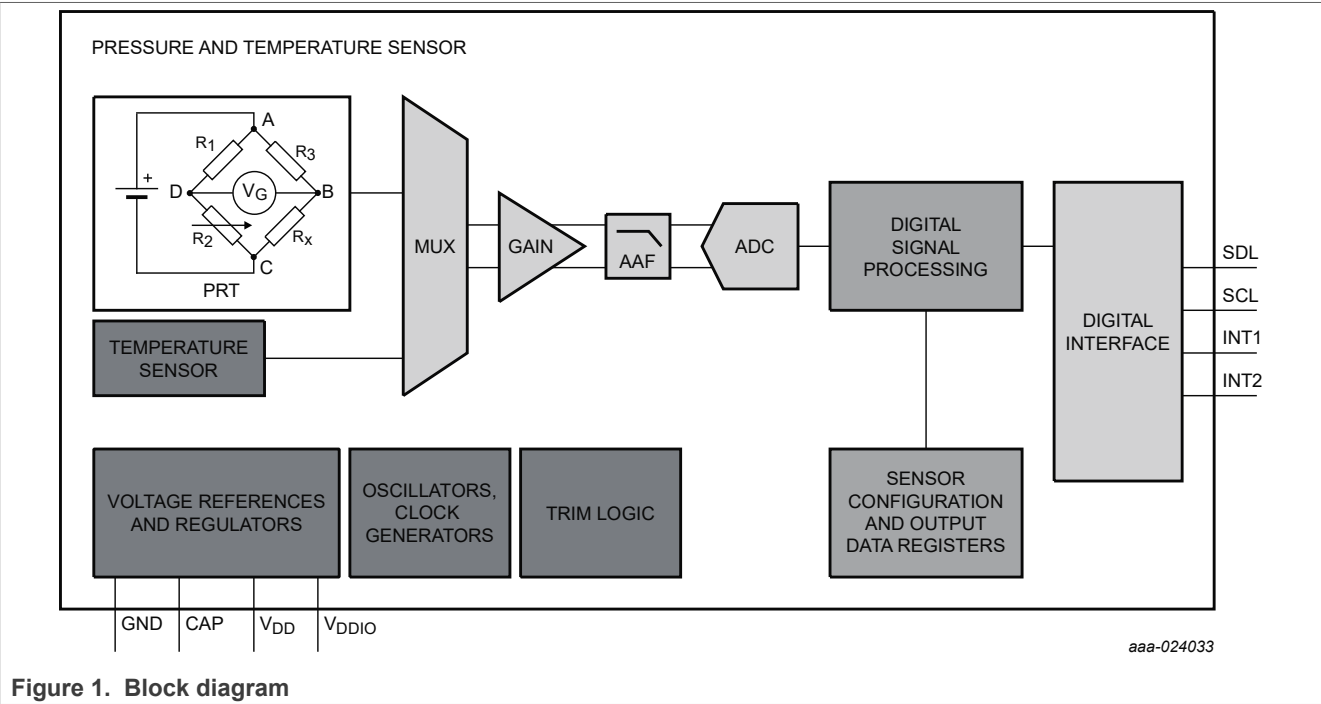 PRESSURE AND TEMPERATURE SENSOR
A
R1
R3
+
D
VG
B
R2
Rx
C
PRT
TEMPERATURE
SENSOR
MUX
GAIN
AAF
ADC
DIGITAL
SIGNAL
PROCESSING
DIGITAL
INTERFACE
SDL
SCL
INT1
INT2
VOLTAGE REFERENCES
AND REGULATORS
OSCILLATORS,
CLOCK
GENERATORS
TRIM LOGIC
SENSOR
CONFIGURATION
AND OUTPUT
DATA REGISTERS
GND
CAP
VDD
VDDIO
aaa-024033
Figure 1. Block diagram